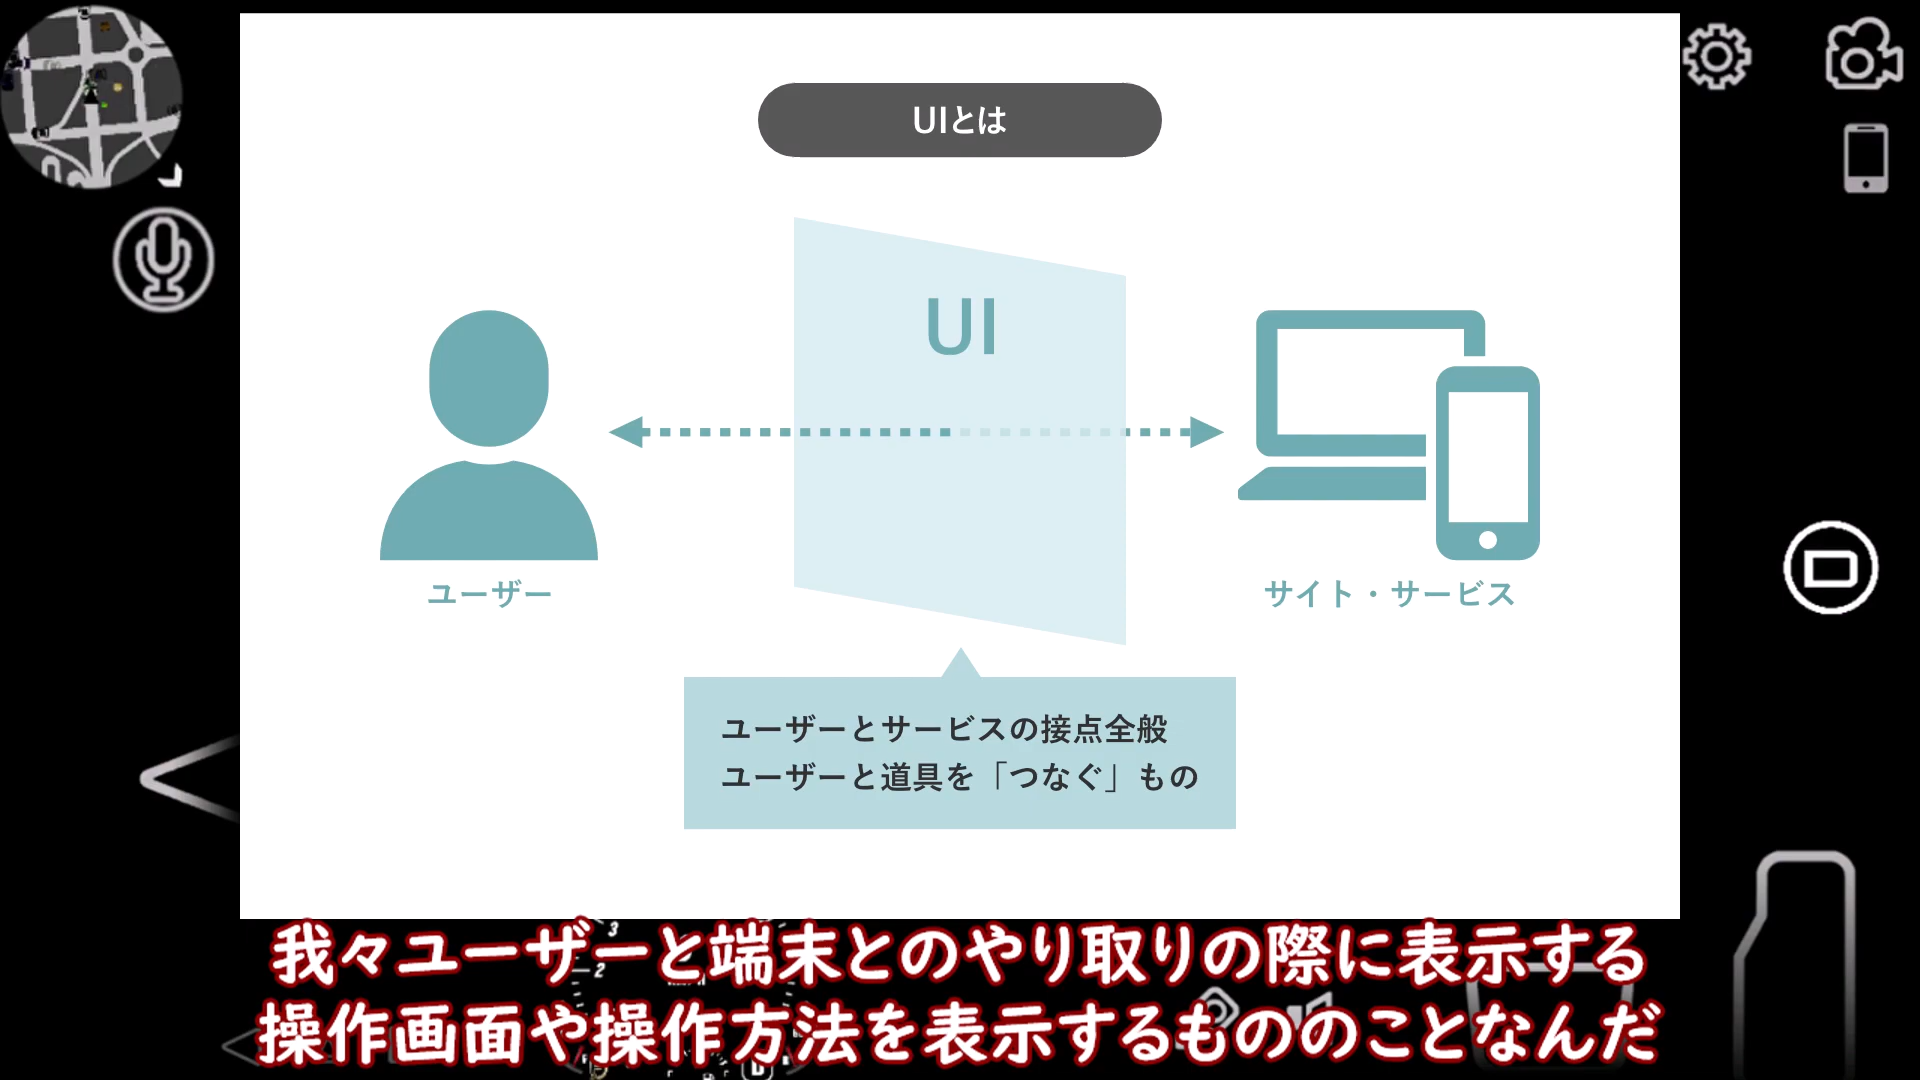 UIとは
UI
ユーザー
サイト・サービス
ユーザーとサービスの接点全般
ユーザーと道具を「つなぐ」もの
3
2
我々ユーザーと端末とのやり取りの際に表示する
操作画面や操作方法を表示するもののことなんだ
D